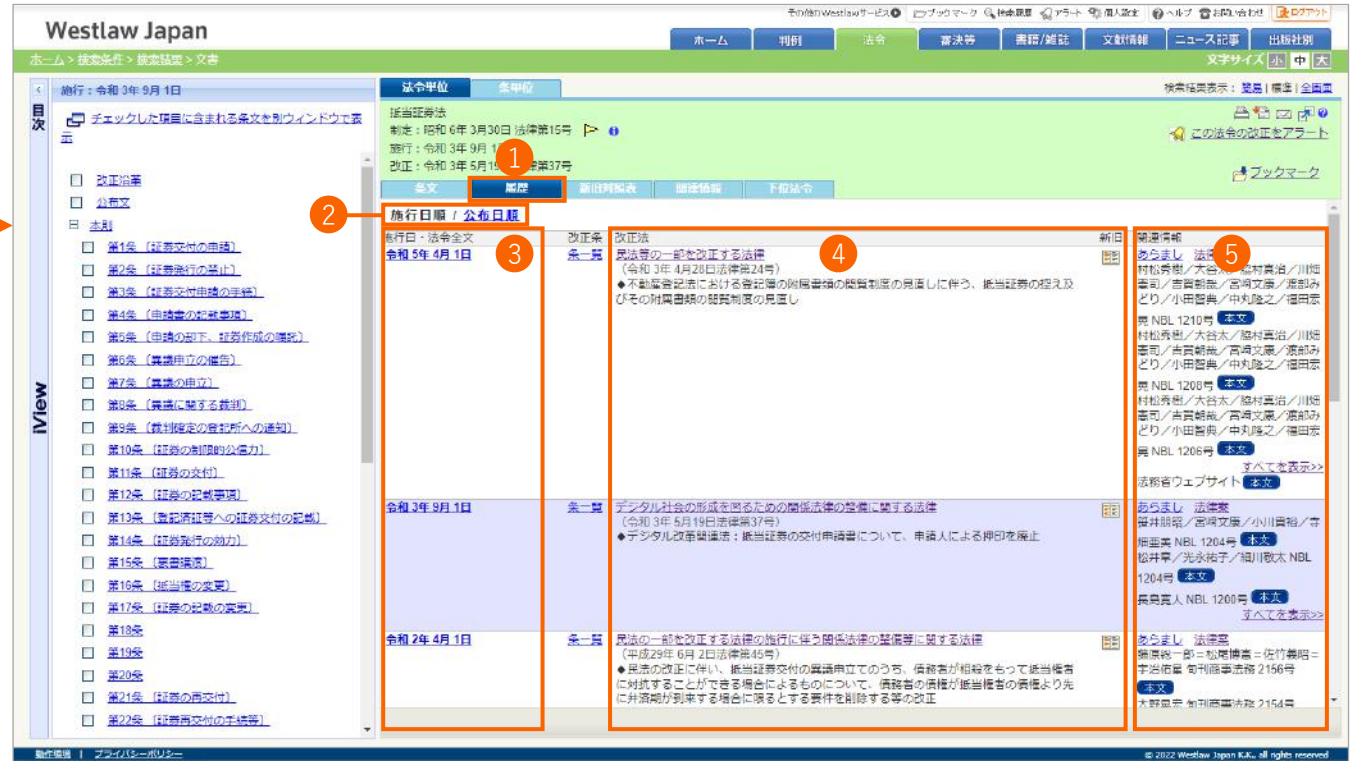 その他Westlawサービス ブックマーク 検索履歴 アラート 個人設定 ヘルプ お問い合わせ ログアウト
Westlaw Japan
ホーム 判例 法令 審決等 書籍/雑誌 文献情報 ニュース記事 出版社別
ホーム > 検索条件 > 検索結果 > 文書
文字サイズ 小 中 大
施行：令和 3年 9月 1日
目次
iView
チェックした項目に含まれる条文を別ウィンドウで表
示
改正沿革
公布文
本則
第1条 〔証券交付の申請〕
第2条 〔証券発行の禁止〕
第3条 〔証券交付申請の手続〕
第4条 〔申請書の記載事項〕
第5条 〔申請の却下、証券作成の嘱託〕
第6条 〔異議申立の催告〕
第7条 〔異議の申立〕
第8条 〔異議に関する裁判〕
第9条 〔裁判確定の登記所への通知〕
第10条 〔証券の制限的公信力〕
第11条 〔証券の交付〕
第12条 〔証券の記載事項〕
第13条 〔登記済証等への証券交付の記載〕
第14条 〔証券発行の効力〕
第15条 〔裏書譲渡〕
第16条 〔抵当権の変更〕
第17条 〔証券の記載の変更〕
第18条
第19条
第20条
第21条 〔証券の再交付〕
第22条 〔証券再交付の手続等〕
法令単位 条単位
検索結果表示： 簡易 | 標準 | 全画面
抵当証券法
制定：昭和 6年 3月30日 法律第15号
施行：令和 3年 9月 1
改正：令和 3年 5月19 律第37号
この法令の改正をアラート
ブックマーク
1
条文 履歴 新旧対照表 関連情報 下位法令
2
施行日順 / 公布日順
施行日・法令全文 改正条 改正法 新旧 関連情報
3
4
5
令和 5年 4月 1日 条一覧 民法等の一部を改正する法律
（令和 3年 4月28日法律第24号）
◆不動産登記法における登記簿の附属書類の閲覧制度の見直しに伴う、抵当証券の控え及
びその附属書類の閲覧制度の見直し
あらまし 法律
村松秀樹／大谷太／脇村真治／川畑
憲司／吉賀朝哉／宮﨑文康／渡部み
どり／小田智典／中丸隆之／福田宏
晃 NBL 1210号 本文
村松秀樹／大谷太／脇村真治／川畑
憲司／吉賀朝哉／宮﨑文康／渡部み
どり／小田智典／中丸隆之／福田宏
晃 NBL 1208号 本文
村松秀樹／大谷太／脇村真治／川畑
憲司／吉賀朝哉／宮﨑文康／渡部み
どり／小田智典／中丸隆之／福田宏
晃 NBL 1206号 本文
すべてを表示>>
法務省ウェブサイト 本文
令和 3年 9月 1日 条一覧 デジタル社会の形成を図るための関係法律の整備に関する法律
（令和 3年 5月19日法律第37号）
◆デジタル改革関連法：抵当証券の交付申請書について、申請人による押印を廃止
あらまし 法律案
笹井朋昭／宮﨑文康／小川貴裕／寺
畑亜美 NBL 1204号 本文
松井章／光永祐子／細川敬太 NBL
1204号 本文
長島寛人 NBL 1200号 本文
すべてを表示>>
令和 2年 4月 1日 条一覧 民法の一部を改正する法律の施行に伴う関係法律の整備等に関する法律
（平成29年 6月 2日法律第45号）
◆民法の改正に伴い、抵当証券交付の異議申立てのうち、債務者が相殺をもって抵当権者
に対抗することができる場合によるものについて、債務者の債権が抵当権者の債権より先
に弁済期が到来する場合に限るとする要件を削除する等の改正
あらまし 法律案
藤原総一郎＝松尾博憲＝佐竹義昭＝
宇治佑星 旬刊商事法務 2156号
本文
大野晃宏 旬刊商事法務 2154号
動作環境 | プライバシーポリシー
© 2022 Westlaw Japan K.K., all rights reserved